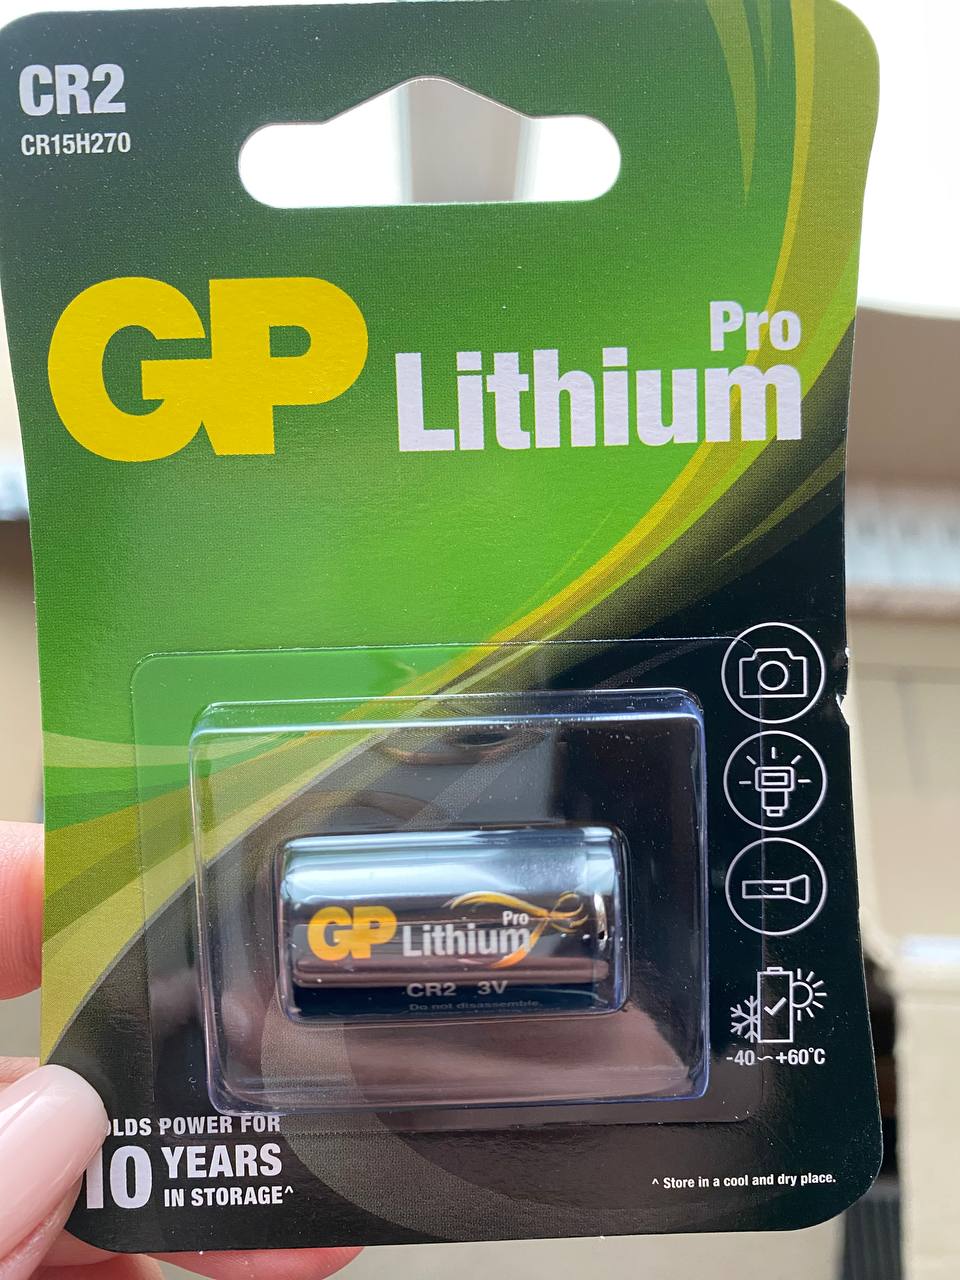 CR2
CR15H270
GP
Pro
Lithium
GP
Pro
Lithium
CR2 3V
Do not disassemble.
-40~+60°C
POWER FOR
10 YEARS
IN STORAGE^
^ Store in a cool and dry place.